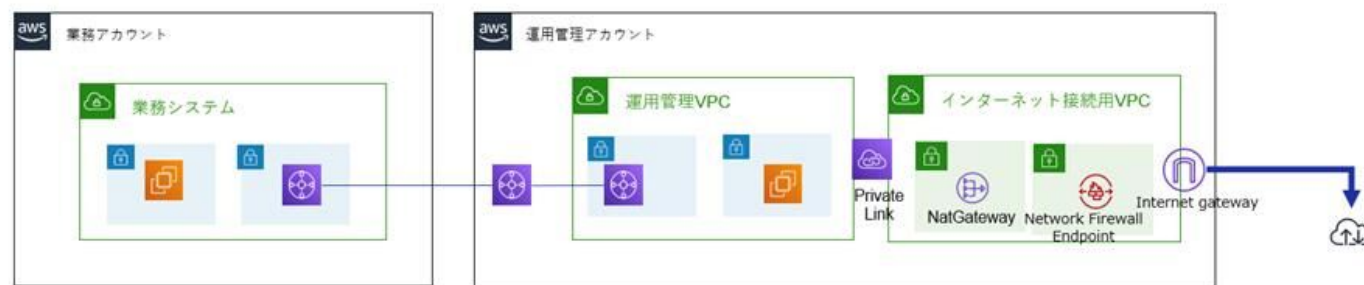 aws
業務アカウント
aws
運用管理アカウント
業務システム
運用管理VPC
インターネット接続用VPC
Private
Link
NatGateway
Network Firewall
Endpoint
Internet gateway